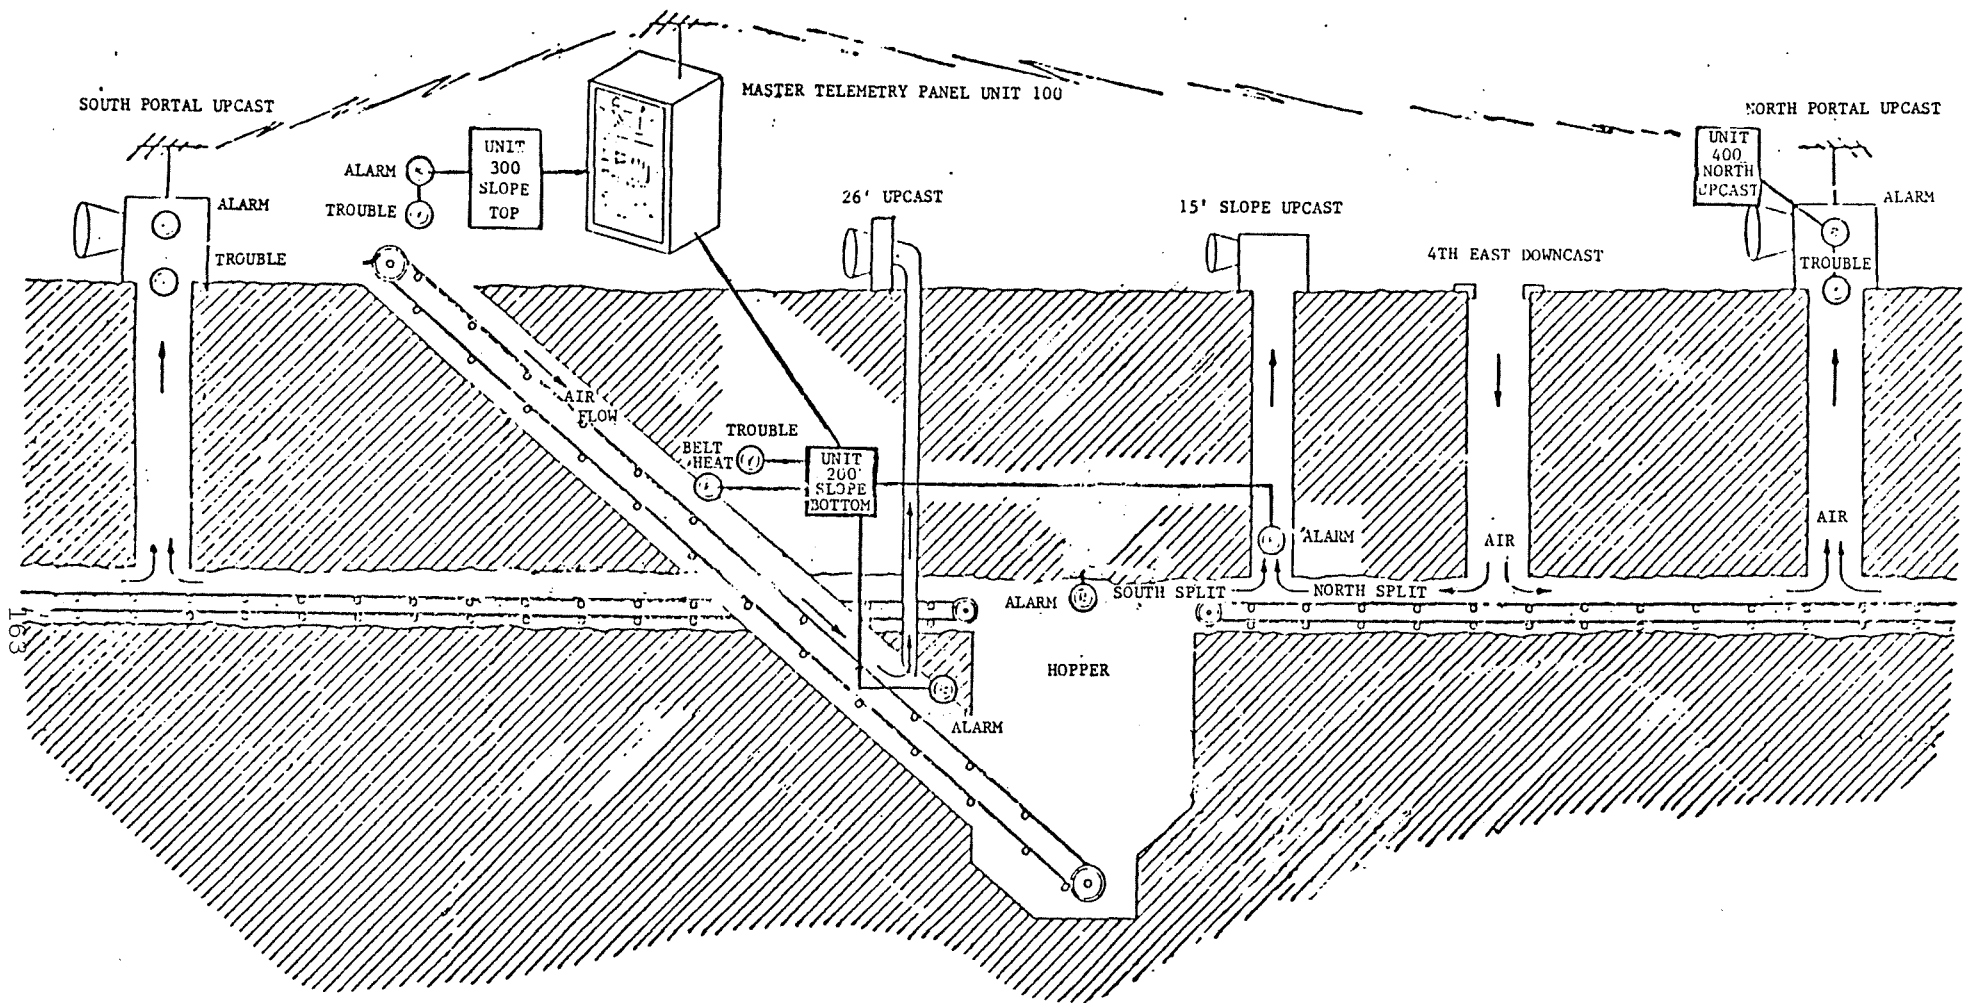 SOUTH PORTAL UPCAST
MASTER TELEMETRY PANEL UNIT 100
NORTH PORTAL UPCAST
ALARM
TROUBLE
ALARM
TROUBLE
UNIT
300
SLOPE
TOP
26' UPCAST
15' SLOPE UPCAST
4TH EAST DOWNCAST
UNIT
400
NORTH
UPCAST
ALARM
TROUBLE
AIR
FLOW
TROUBLE
BELT
HEAT
UNIT
200
SLOPE
BOTTOM
ALARM
AIR
AIR
ALARM
SOUTH SPLIT
NORTH SPLIT
HOPPER
ALARM
163